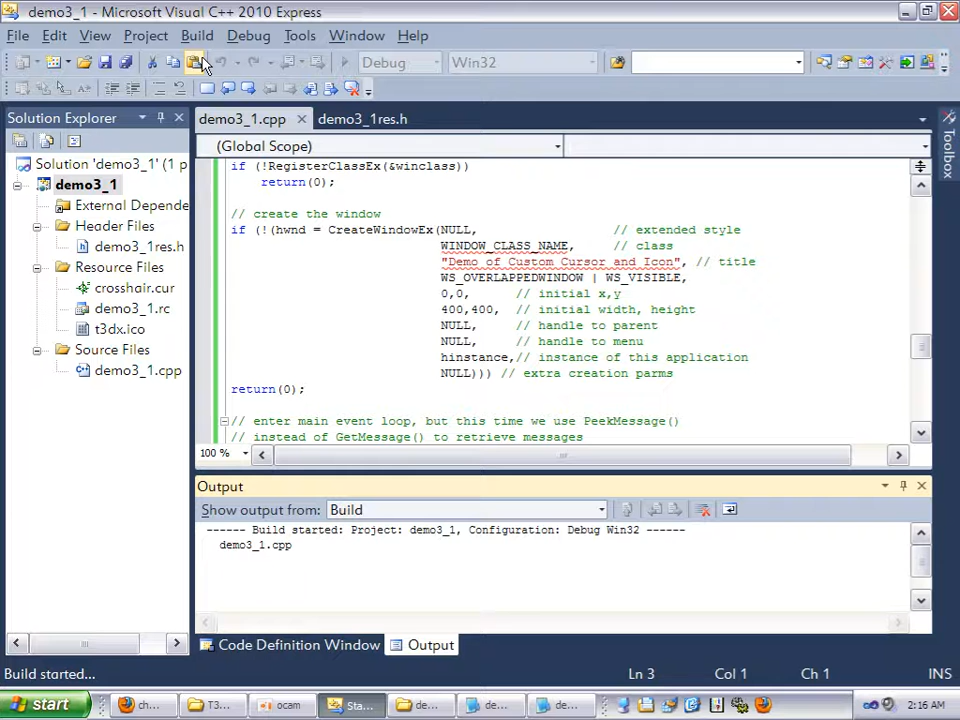 demo3_1 - Microsoft Visual C++ 2010 Express
File Edit View Project Build Debug Tools Window Help
Debug Win32
Solution Explorer
demo3_1.cpp demo3_1res.h
Toolbox
(Global Scope)
Solution 'demo3_1' (1 p
demo3_1
External Depende
Header Files
demo3_1res.h
Resource Files
crosshair.cur
demo3_1.rc
t3dx.ico
Source Files
demo3_1.cpp
if (!RegisterClassEx(&winclass))
return(0);
// create the window
if (!(hwnd = CreateWindowEx(NULL, // extended style
WINDOW_CLASS_NAME, // class
"Demo of Custom Cursor and Icon", // title
WS_OVERLAPPEDWINDOW | WS_VISIBLE,
0,0, // initial x,y
400,400, // initial width, height
NULL, // handle to parent
NULL, // handle to menu
hinstance,// instance of this application
NULL))) // extra creation parms
return(0);
// enter main event loop, but this time we use PeekMessage()
// instead of GetMessage() to retrieve messages
100 %
Output
Show output from: Build
------ Build started: Project: demo3_1, Configuration: Debug Win32 ------
demo3_1.cpp
Code Definition Window Output
Build started... Ln 3 Col 1 Ch 1 INS
start ch... T3... ocam Sta... de... de... de... 2:16 AM